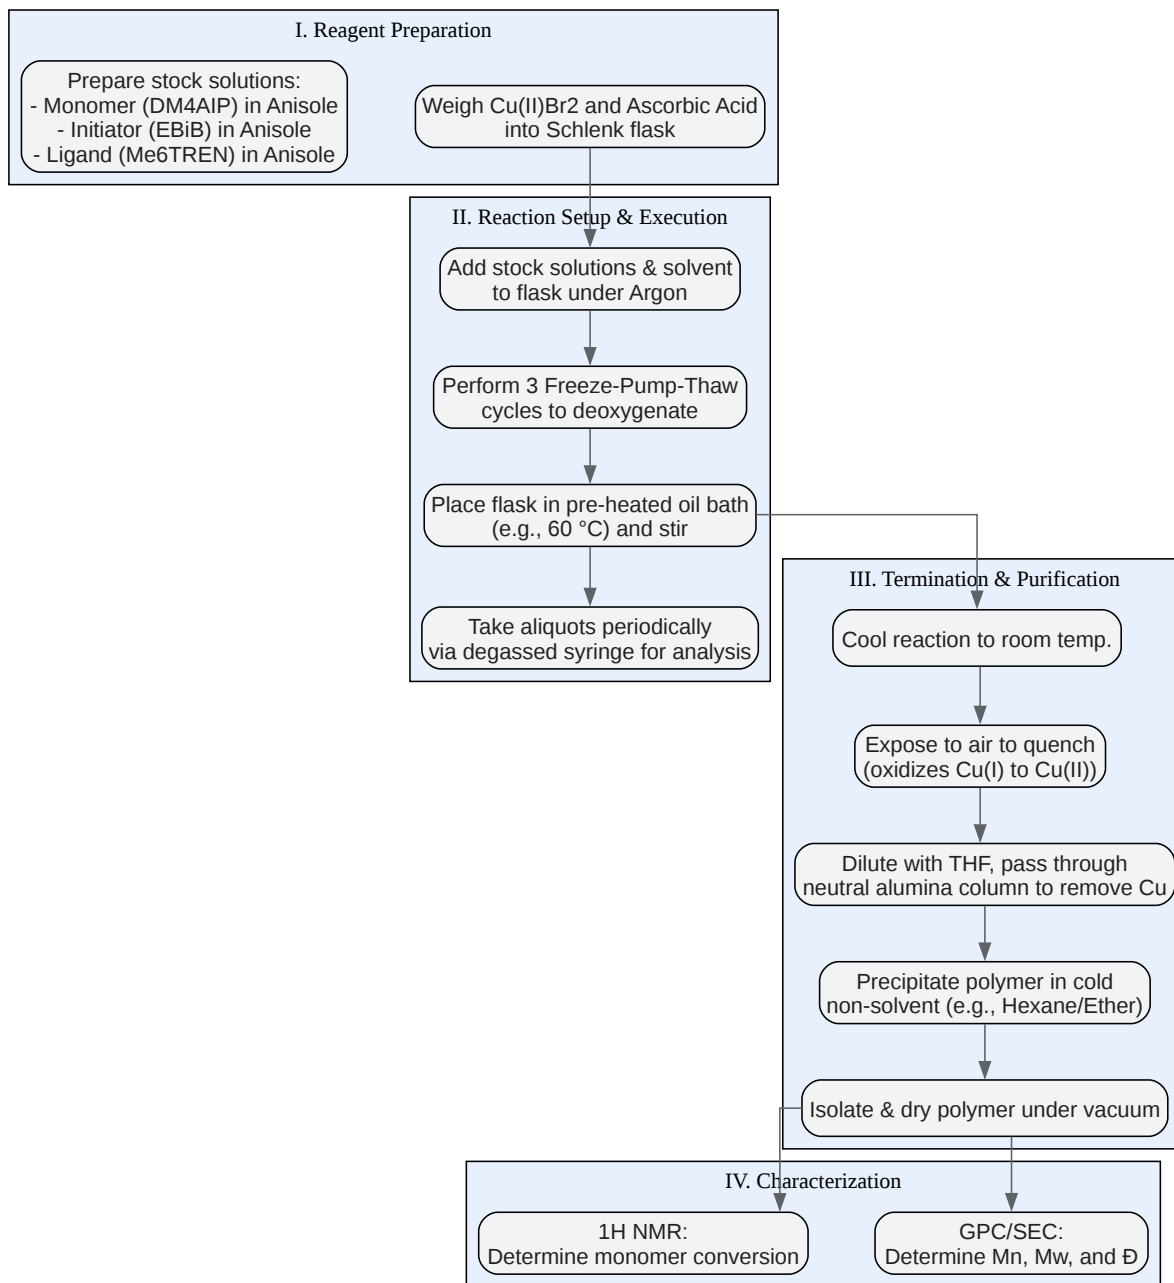 I. Reagent Preparation
Prepare stock solutions:
- Monomer (DM4AIP) in Anisole
- Initiator (EBiB) in Anisole
- Ligand (Me6TREN) in Anisole
Weigh Cu(II)Br2 and Ascorbic Acid
into Schlenk flask
II. Reaction Setup & Execution
Add stock solutions & solvent
to flask under Argon
Perform 3 Freeze-Pump-Thaw
cycles to deoxygenate
Place flask in pre-heated oil bath
(e.g., 60 °C) and stir
Take aliquots periodically
via degassed syringe for analysis
III. Termination & Purification
Cool reaction to room temp.
Expose to air to quench
(oxidizes Cu(I) to Cu(II))
Dilute with THF, pass through
neutral alumina column to remove Cu
Precipitate polymer in cold
non-solvent (e.g., Hexane/Ether)
Isolate & dry polymer under vacuum
IV. Characterization
1H NMR:
Determine monomer conversion
GPC/SEC:
Determine Mn, Mw, and Đ